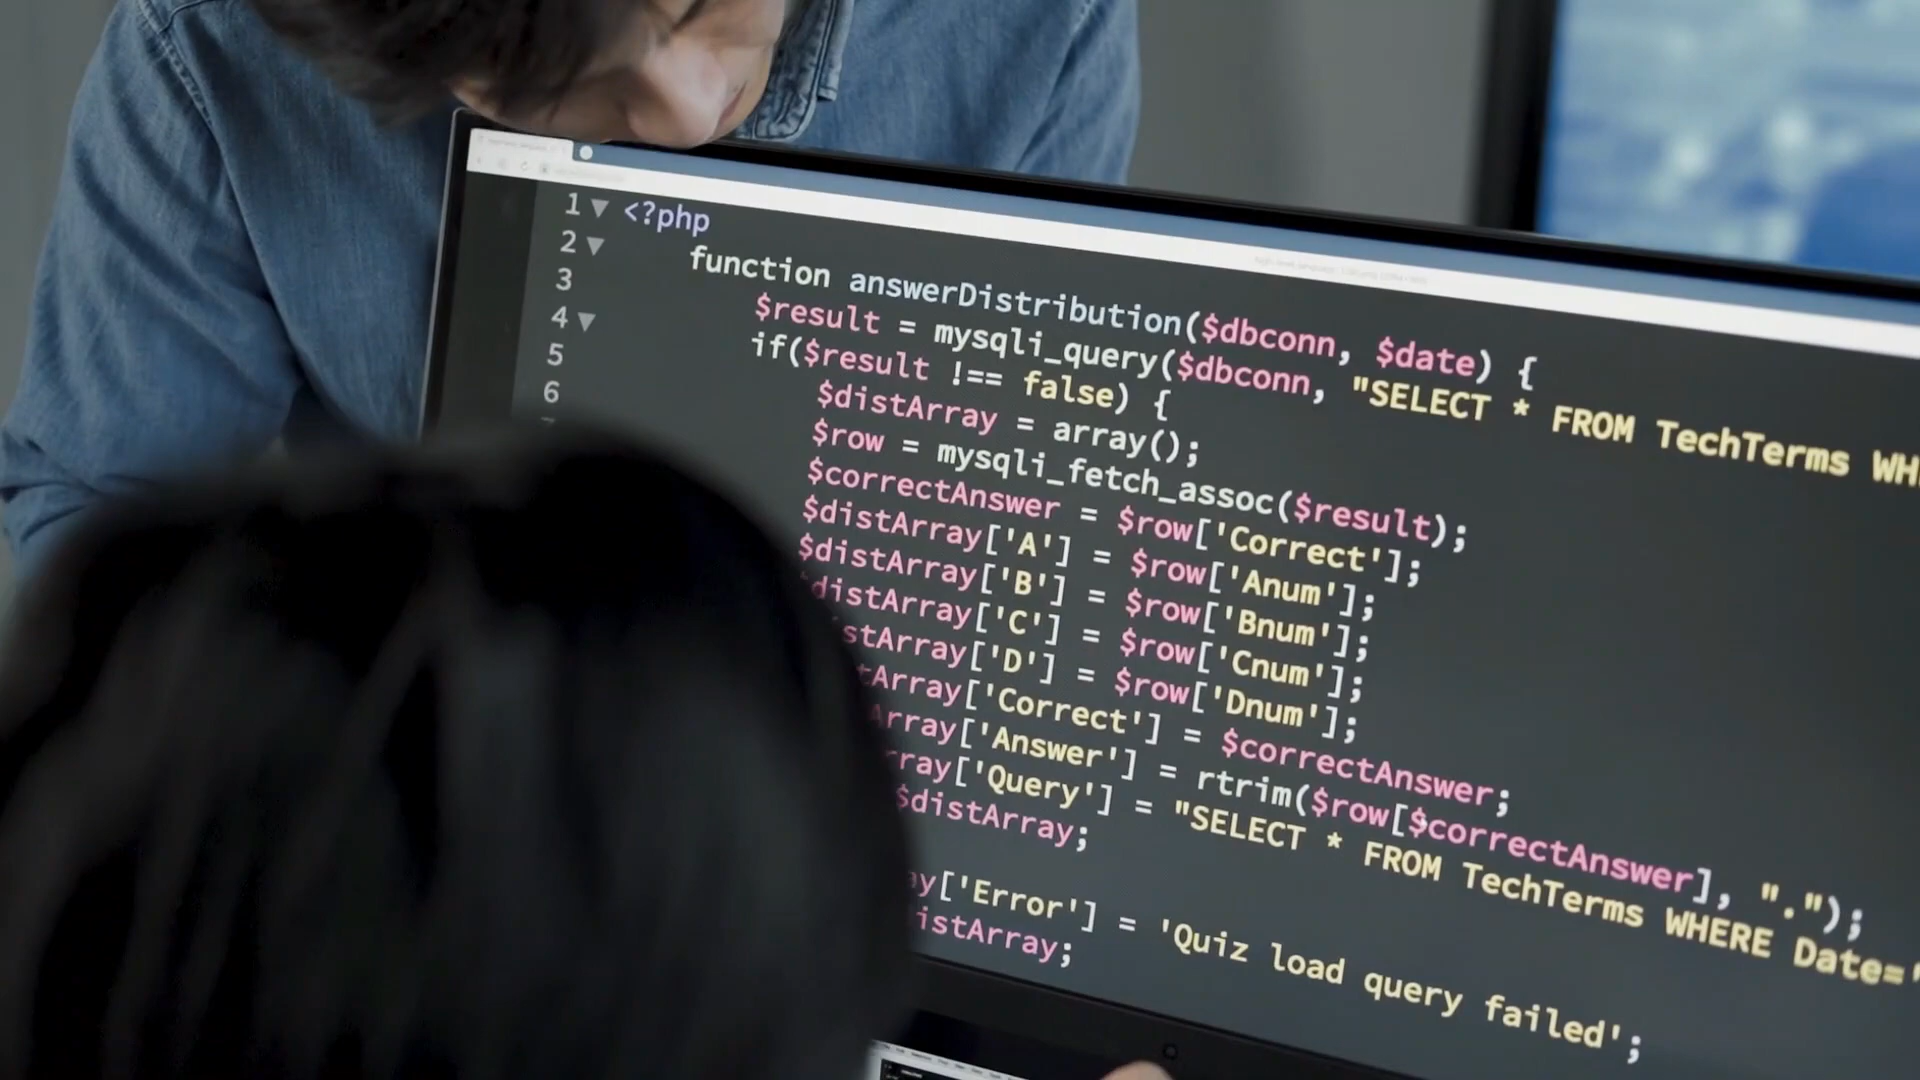 1 <?php
2 function answerDistribution($dbconn, $date) {
3 $result = mysqli_query($dbconn, "SELECT * FROM TechTerms WH
4 if($result !== false) {
5 $distArray = array();
6 $row = mysqli_fetch_assoc($result);
$correctAnswer = $row['Correct'];
$distArray['A'] = $row['Anum'];
$distArray['B'] = $row['Bnum'];
distArray['C'] = $row['Cnum'];
stArray['D'] = $row['Dnum'];
tArray['Correct'] = $correctAnswer;
Array['Answer'] = rtrim($row[$correctAnswer], ".");
rray['Query'] = "SELECT * FROM TechTerms WHERE Date='
$distArray;
ay['Error'] = 'Quiz load query failed';
istArray;